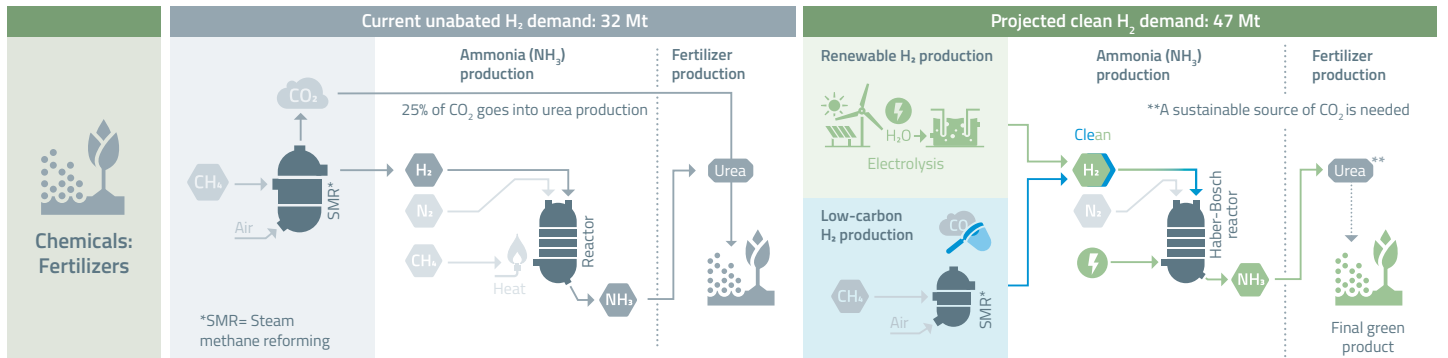 Current unabated H₂ demand: 32 Mt
Projected clean H₂ demand: 47 Mt
Chemicals:
Fertilizers
CO₂
CH₄
Air
SMR*
*SMR= Steam
methane reforming
Ammonia (NH₃)
production
Fertilizer
production
25% of CO₂ goes into urea production
H₂
N₂
CH₄
Heat
Reactor
NH₃
Urea
Renewable H₂ production
H₂O
Electrolysis
Low-carbon
H₂ production
CO₂
CH₄
Air
SMR*
Ammonia (NH₃)
production
Fertilizer
production
**A sustainable source of CO₂ is needed
Clean
H₂
N₂
Haber-Bosch
reactor
NH₃
Urea**
Final green
product